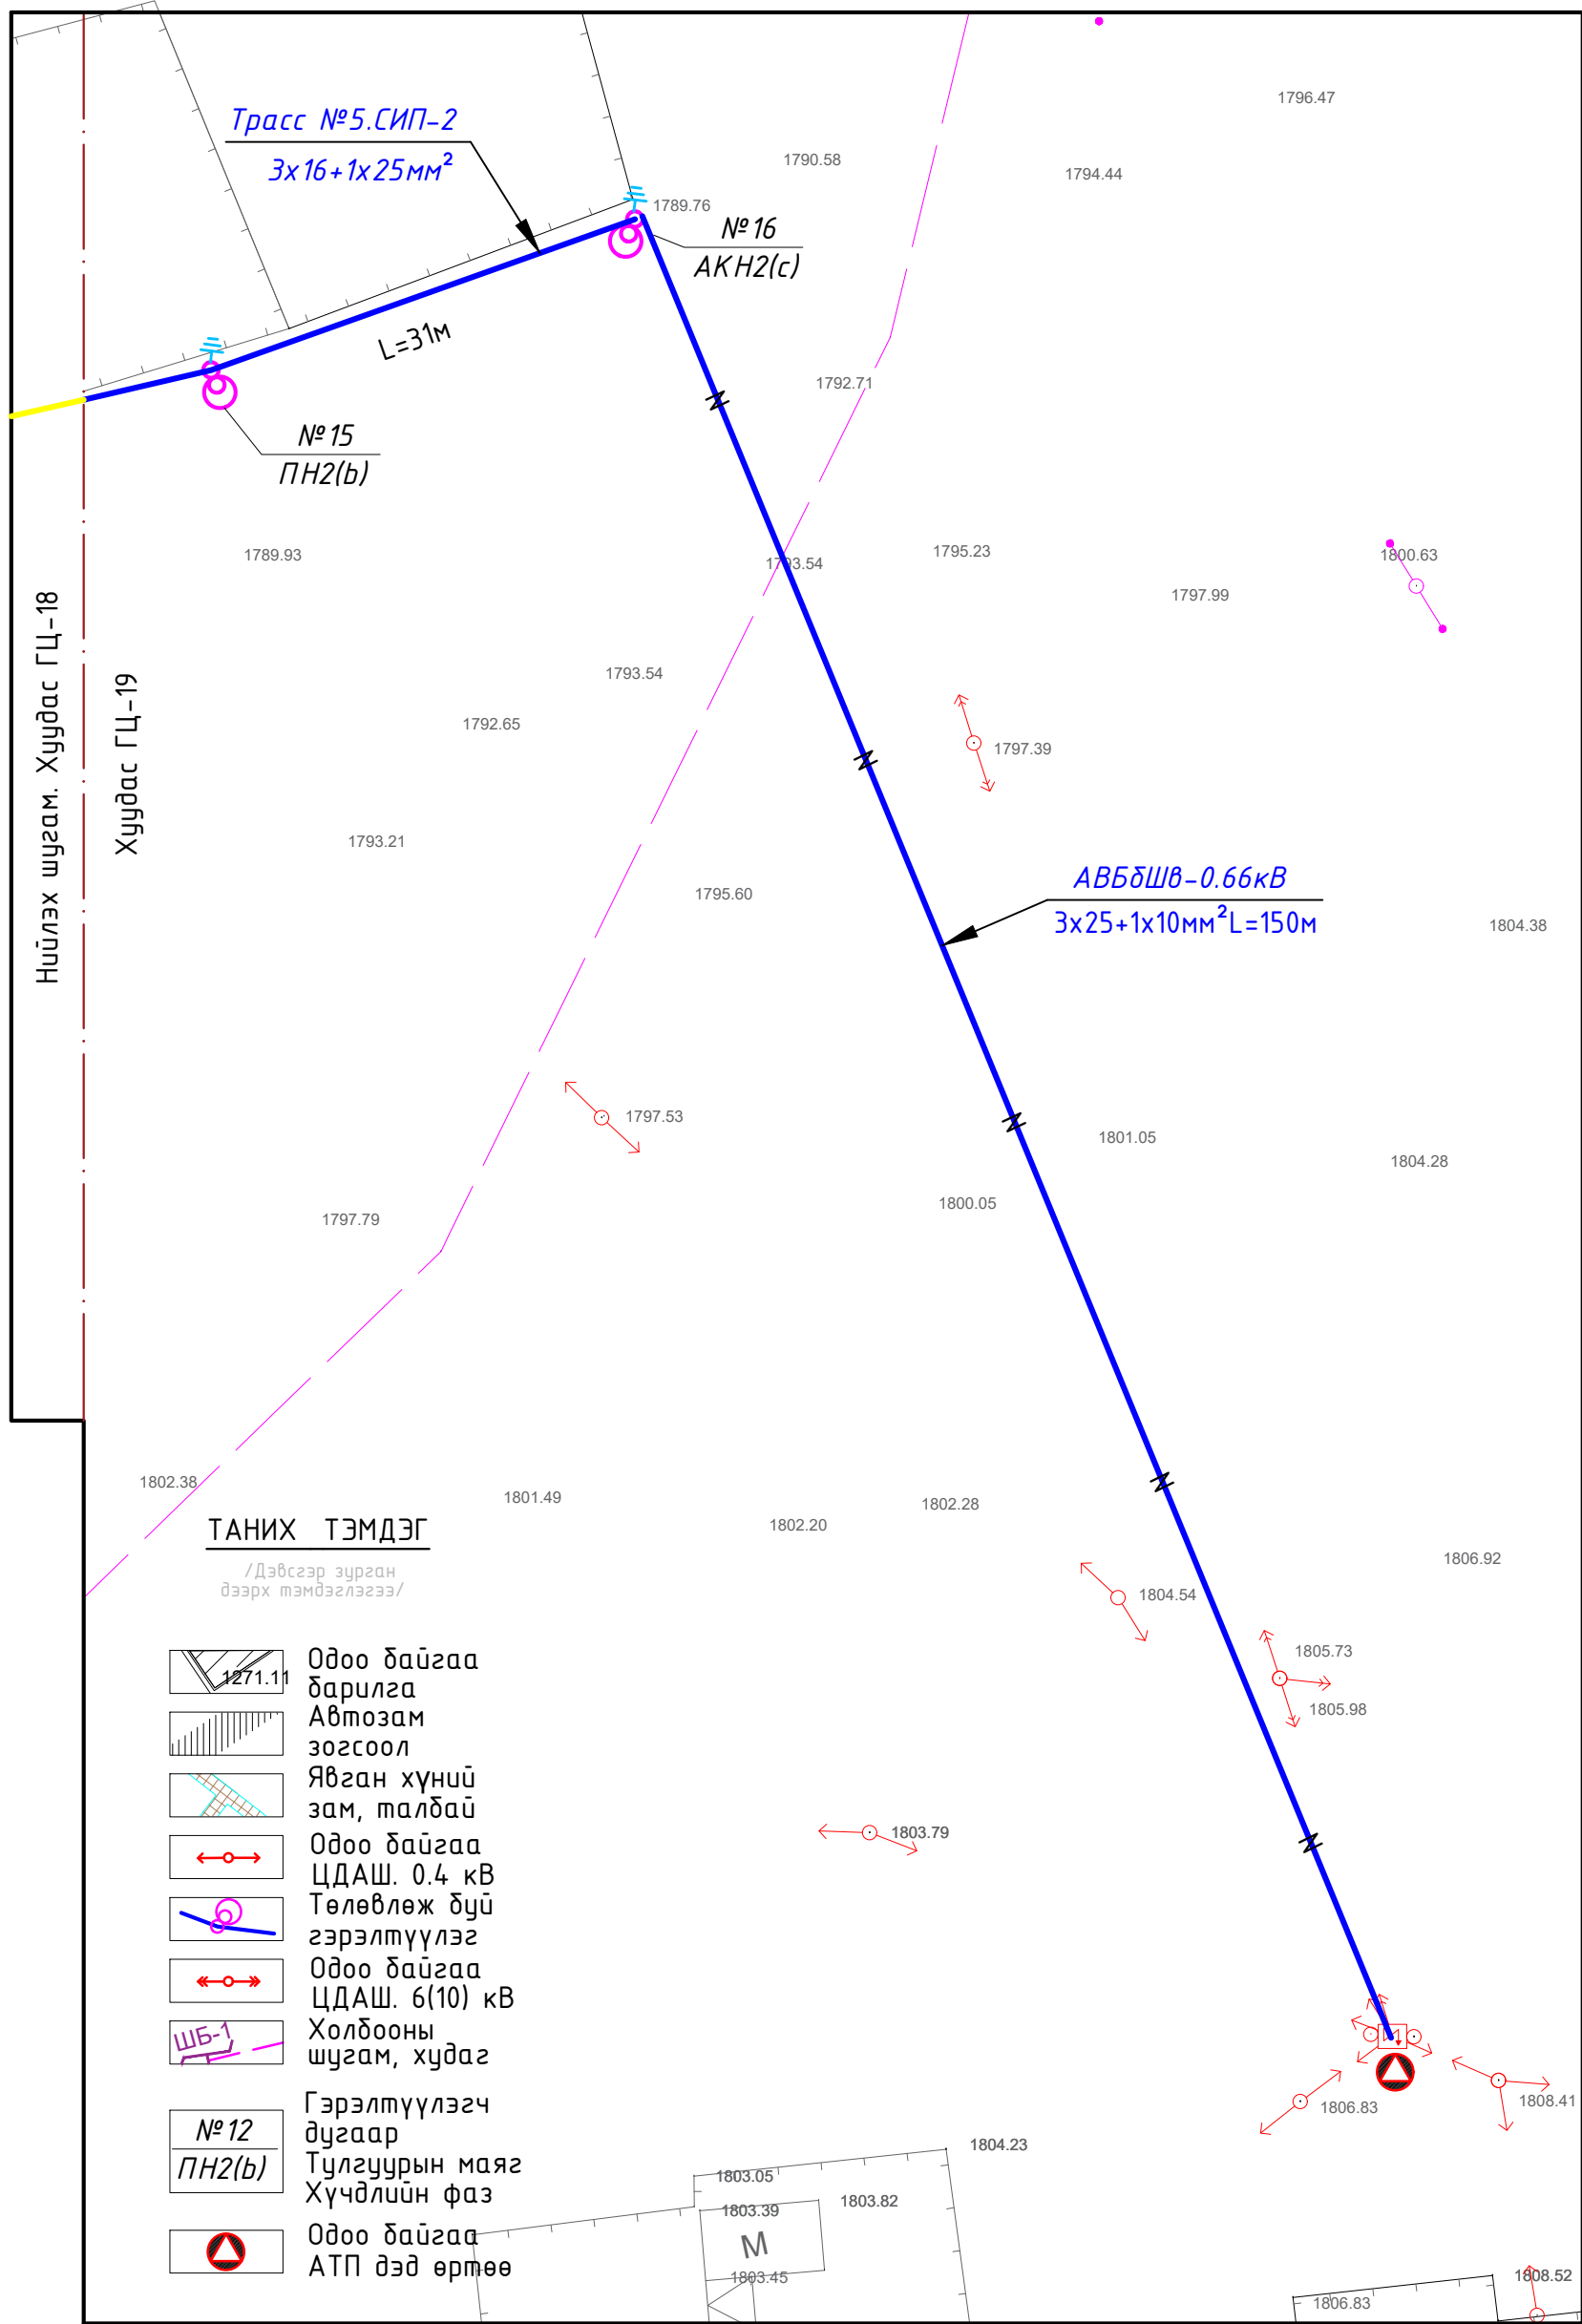 1796.47
Трасс №5.СИП-2
3x16+1x25мм²
1790.58
1794.44
1789.76
№16
АКН2(c)
L=31м
1792.71
№15
ПН2(b)
1789.93
1793.54
1795.23
1800.63
1797.99
Нийлэх шугам. Хуудас ГЦ-18
Хуудас ГЦ-19
1793.54
1792.65
1797.39
1793.21
1795.60
АВБбШв-0.66кВ
3x25+1x10мм²L=150м
1804.38
1797.53
1801.05
1804.28
1800.05
1797.79
1802.38
1801.49
1802.28
1802.20
ТАНИХ ТЭМДЭГ
/Дэвсгэр зурган
дээрх тэмдэглэгээ/
1806.92
1804.54
1805.73
1805.98
1271.11
Одоо байгаа
барилга
Автозам
зогсоол
Явган хүний
зам, талбай
Одоо байгаа
ЦДАШ. 0.4 кВ
1803.79
Төлөвлөж буй
гэрэлтүүлэг
Одоо байгаа
ЦДАШ. 6(10) кВ
ШБ-1
Холбооны
шугам, худаг
№12
ПН2(b)
Гэрэлтүүлэгч
дугаар
Тулгуурын маяг
Хүчдлийн фаз
1806.83
1808.41
1804.23
1803.05
1803.39
1803.82
М
1803.45
Одоо байгаа
АТП дэд өртөө
1808.52
1806.83